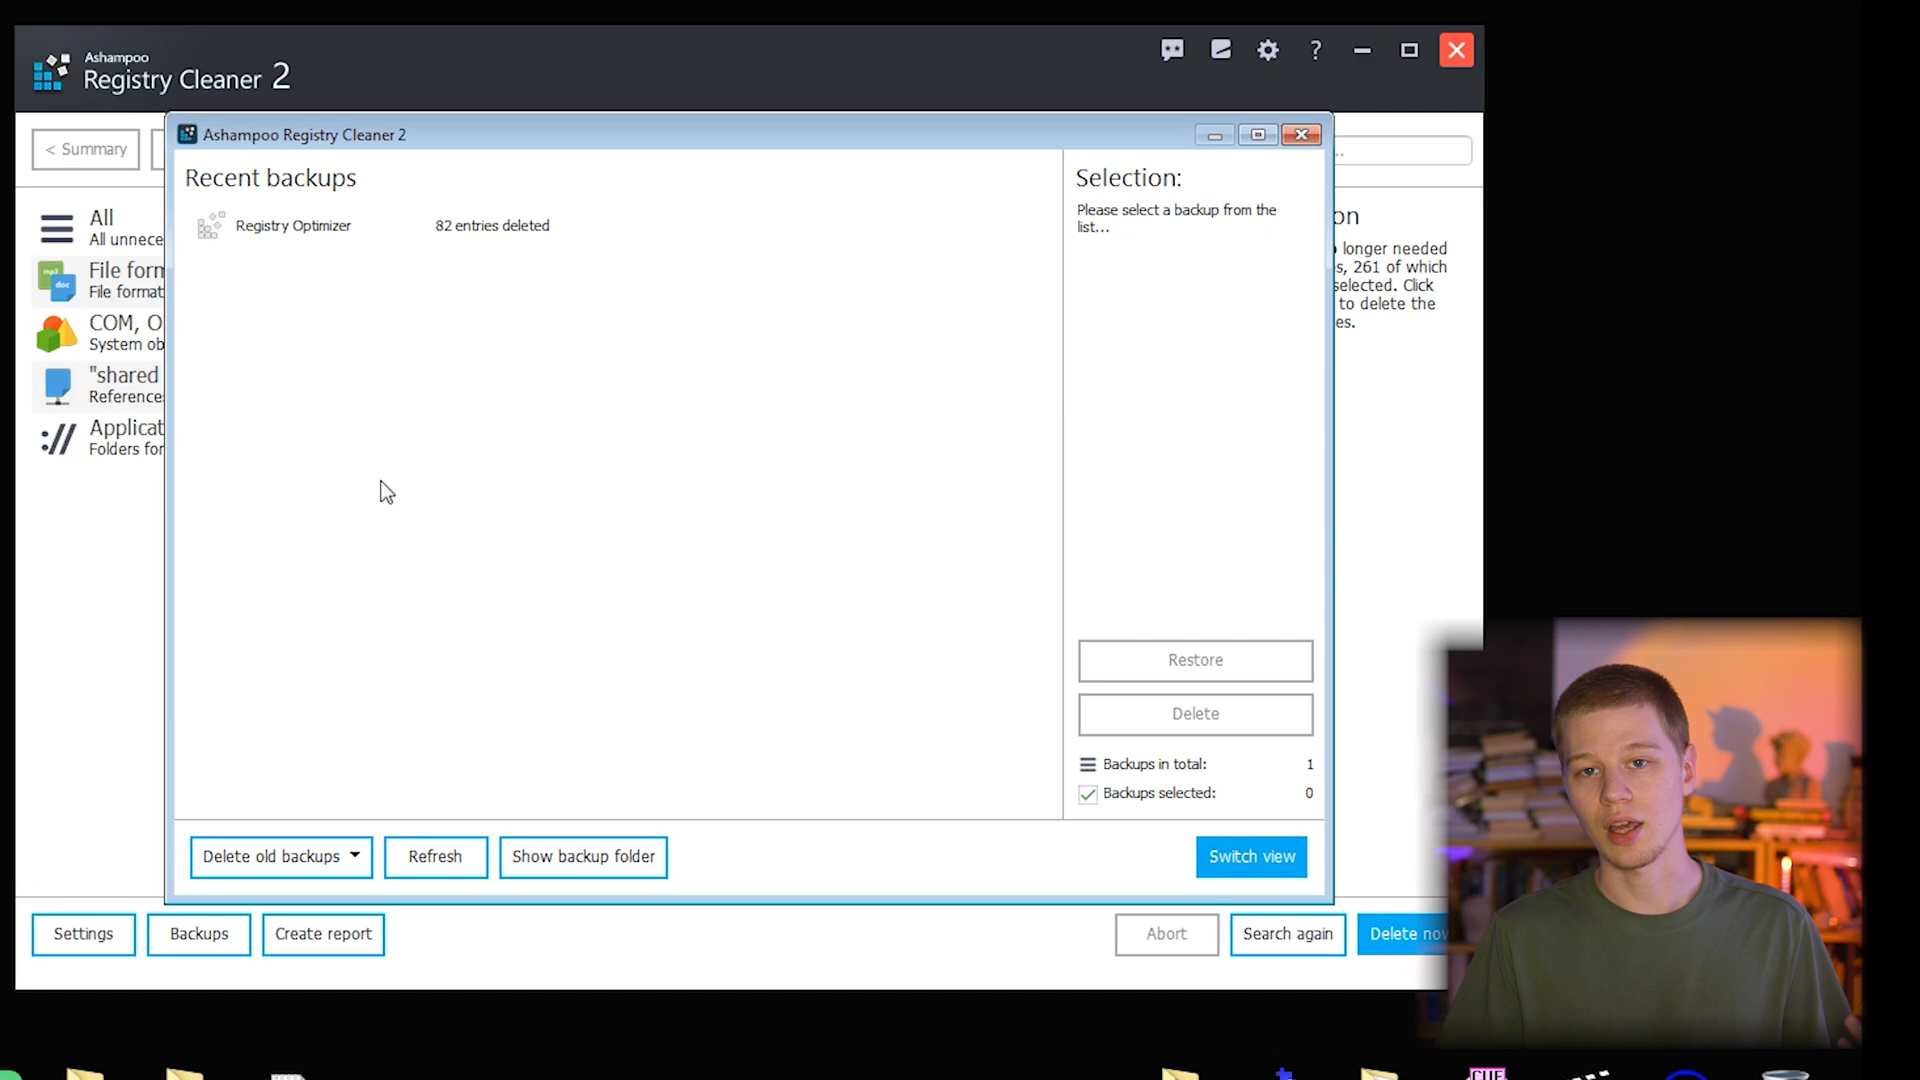 Ashampoo
Registry Cleaner 2
< Summary
Ashampoo Registry Cleaner 2
Recent backups
Registry Optimizer 82 entries deleted
Selection:
Please select a backup from the
list...
Restore
Delete
Backups in total: 1
Backups selected: 0
Delete old backups
Refresh
Show backup folder
Switch view
All
All unnece
File form
File format
mp3
doc
COM, O
System ob
"shared
Reference
Applicat
Folders for
on
longer needed
s, 261 of which
selected. Click
to delete the
es.
Settings
Backups
Create report
Abort
Search again
Delete now
CUE